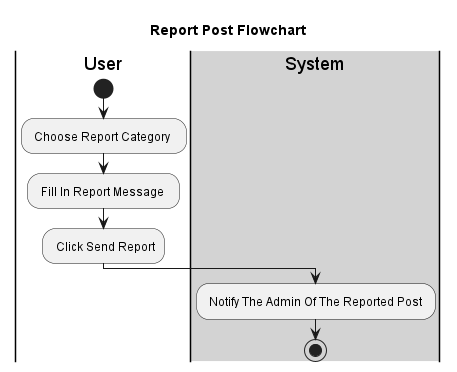 Report Post Flowchart
User
System
Choose Report Category
Fill In Report Message
Click Send Report
Notify The Admin Of The Reported Post